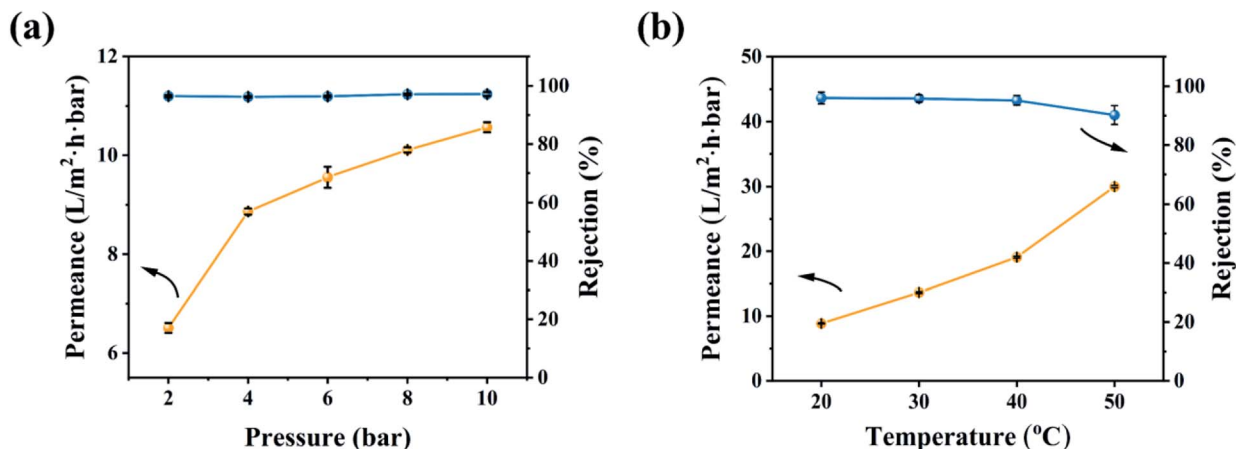 (a)
12
10
8
6
Permeance (L/m²·h·bar)
100
80
60
40
20
0
Rejection (%)
2 4 6 8 10
Pressure (bar)
(b)
50
40
30
20
10
0
Permeance (L/m²·h·bar)
100
80
60
40
20
0
Rejection (%)
20 30 40 50
Temperature (°C)